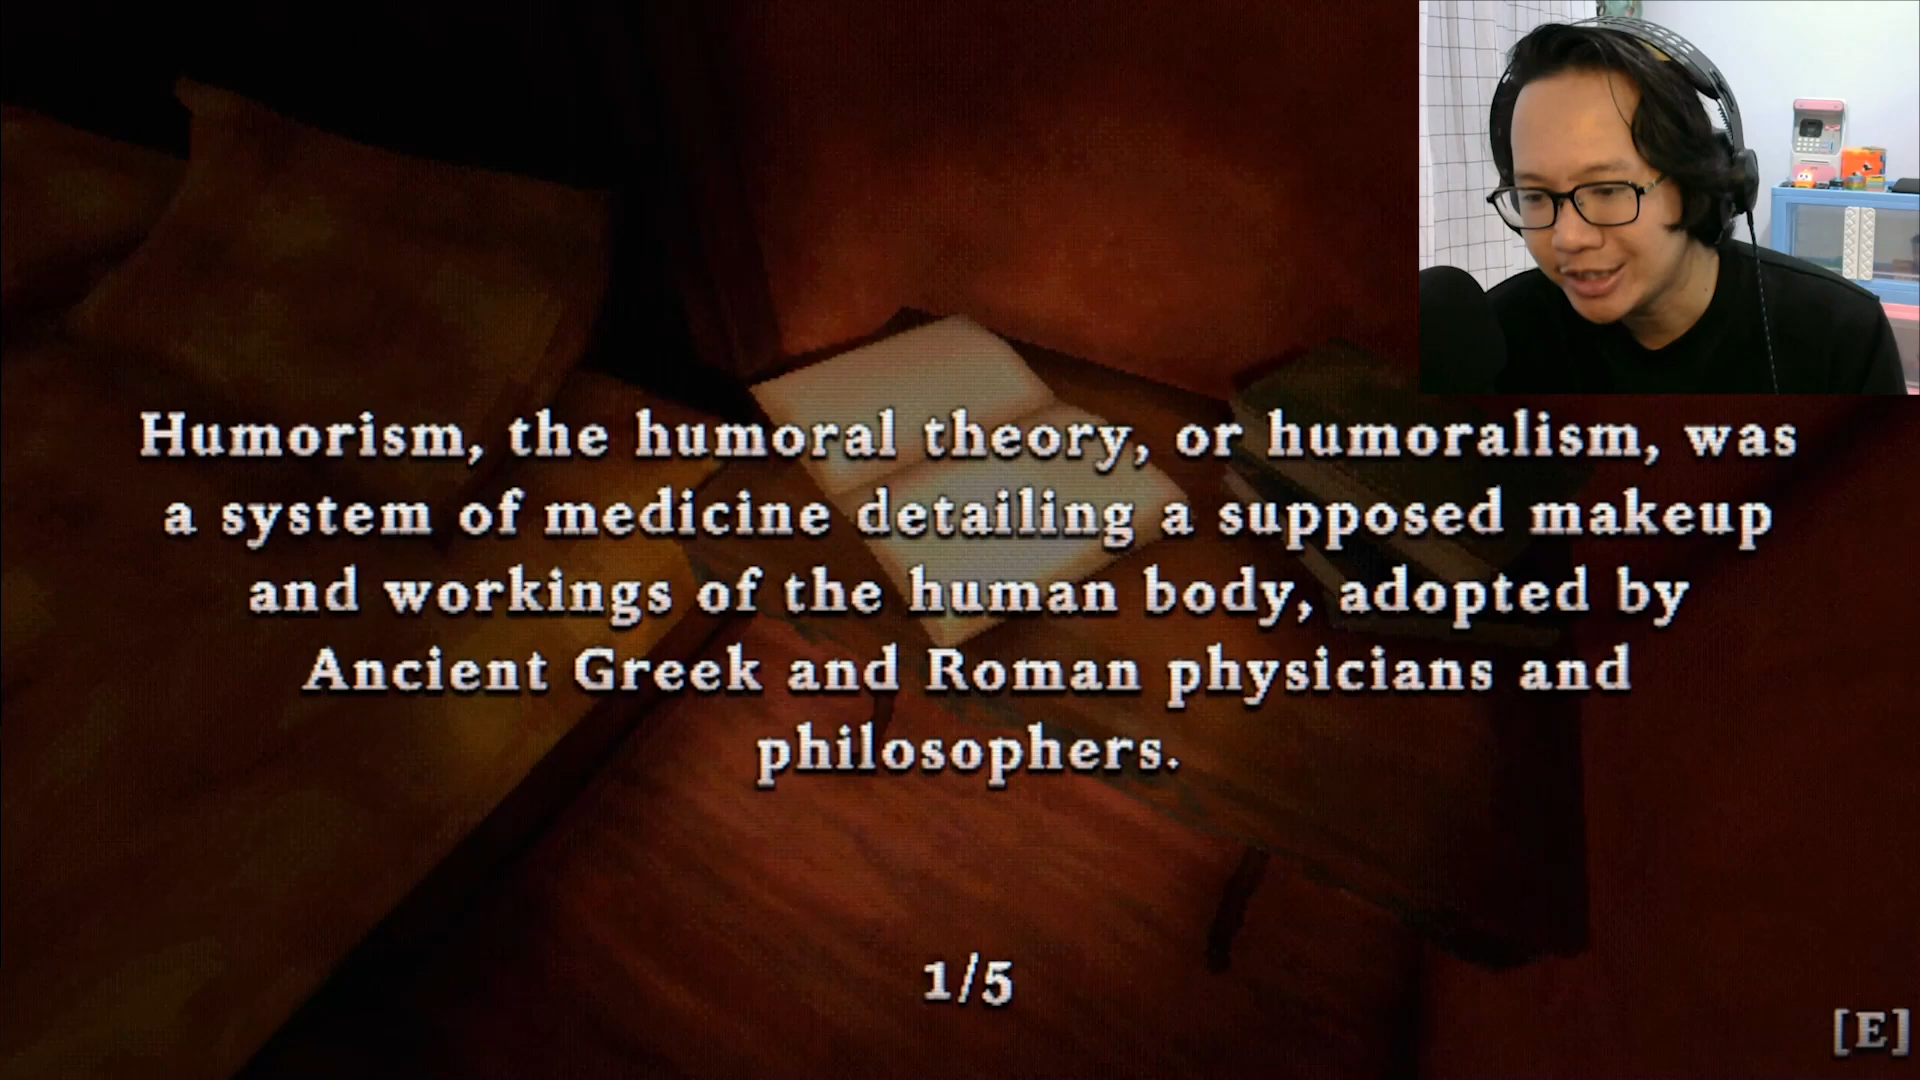 Humorism, the humoral theory, or humoralism, was
a system of medicine detailing a supposed makeup
and workings of the human body, adopted by
Ancient Greek and Roman physicians and
philosophers.
1/5
[E]